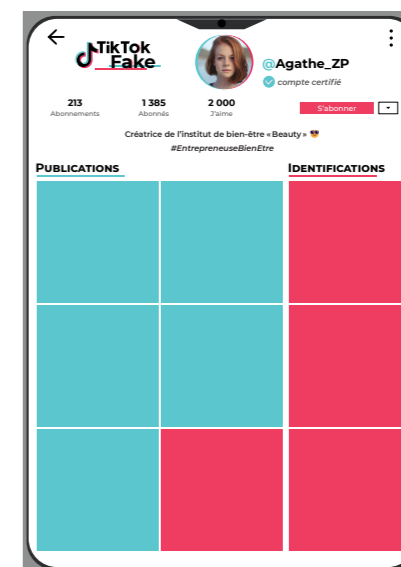 TikTok
Fake
@Agathe_ZP
compte certifié
213 1 385 2 000
Abonnements Abonnés J'aime
S'abonner
Créatrice de l'institut de bien-être « Beauty » 😍
#EntrepreneuseBienEtre
PUBLICATIONS IDENTIFICATIONS